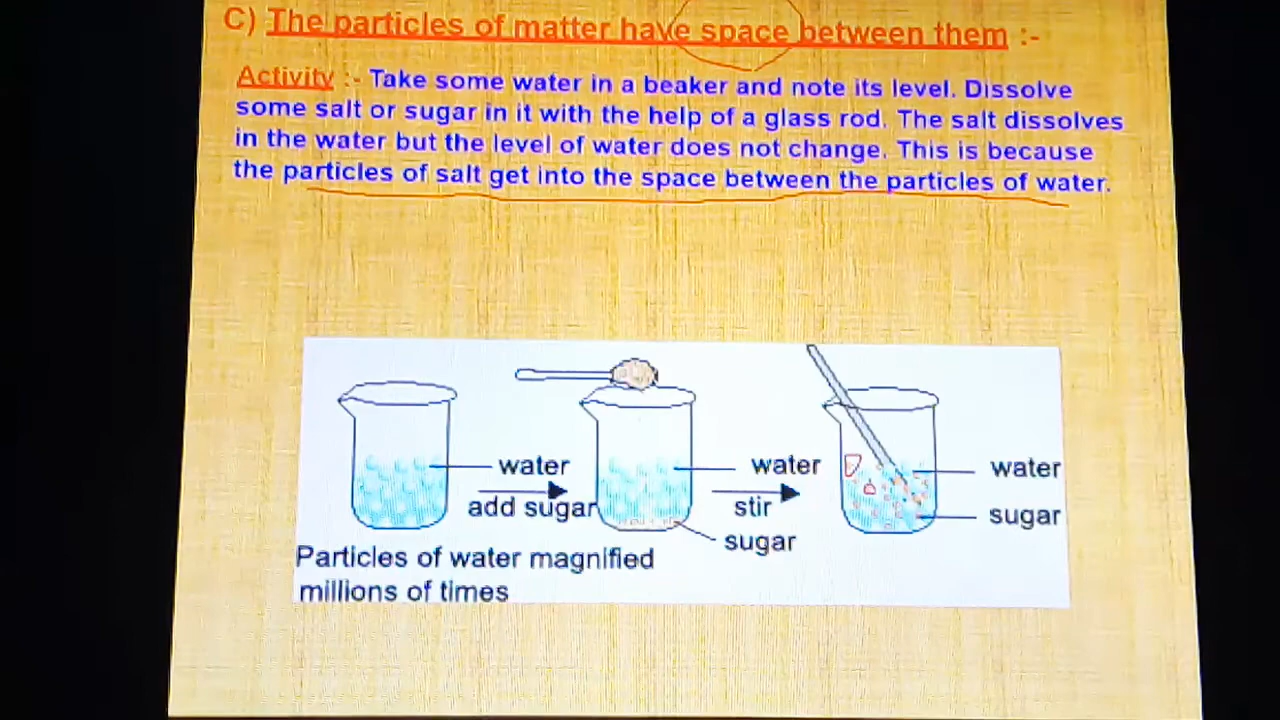 C) The particles of matter have space between them :-
Activity :- Take some water in a beaker and note its level. Dissolve
some salt or sugar in it with the help of a glass rod. The salt dissolves
in the water but the level of water does not change. This is because
the particles of salt get into the space between the particles of water.
water
add sugar
water
stir
sugar
water
sugar
Particles of water magnified
millions of times